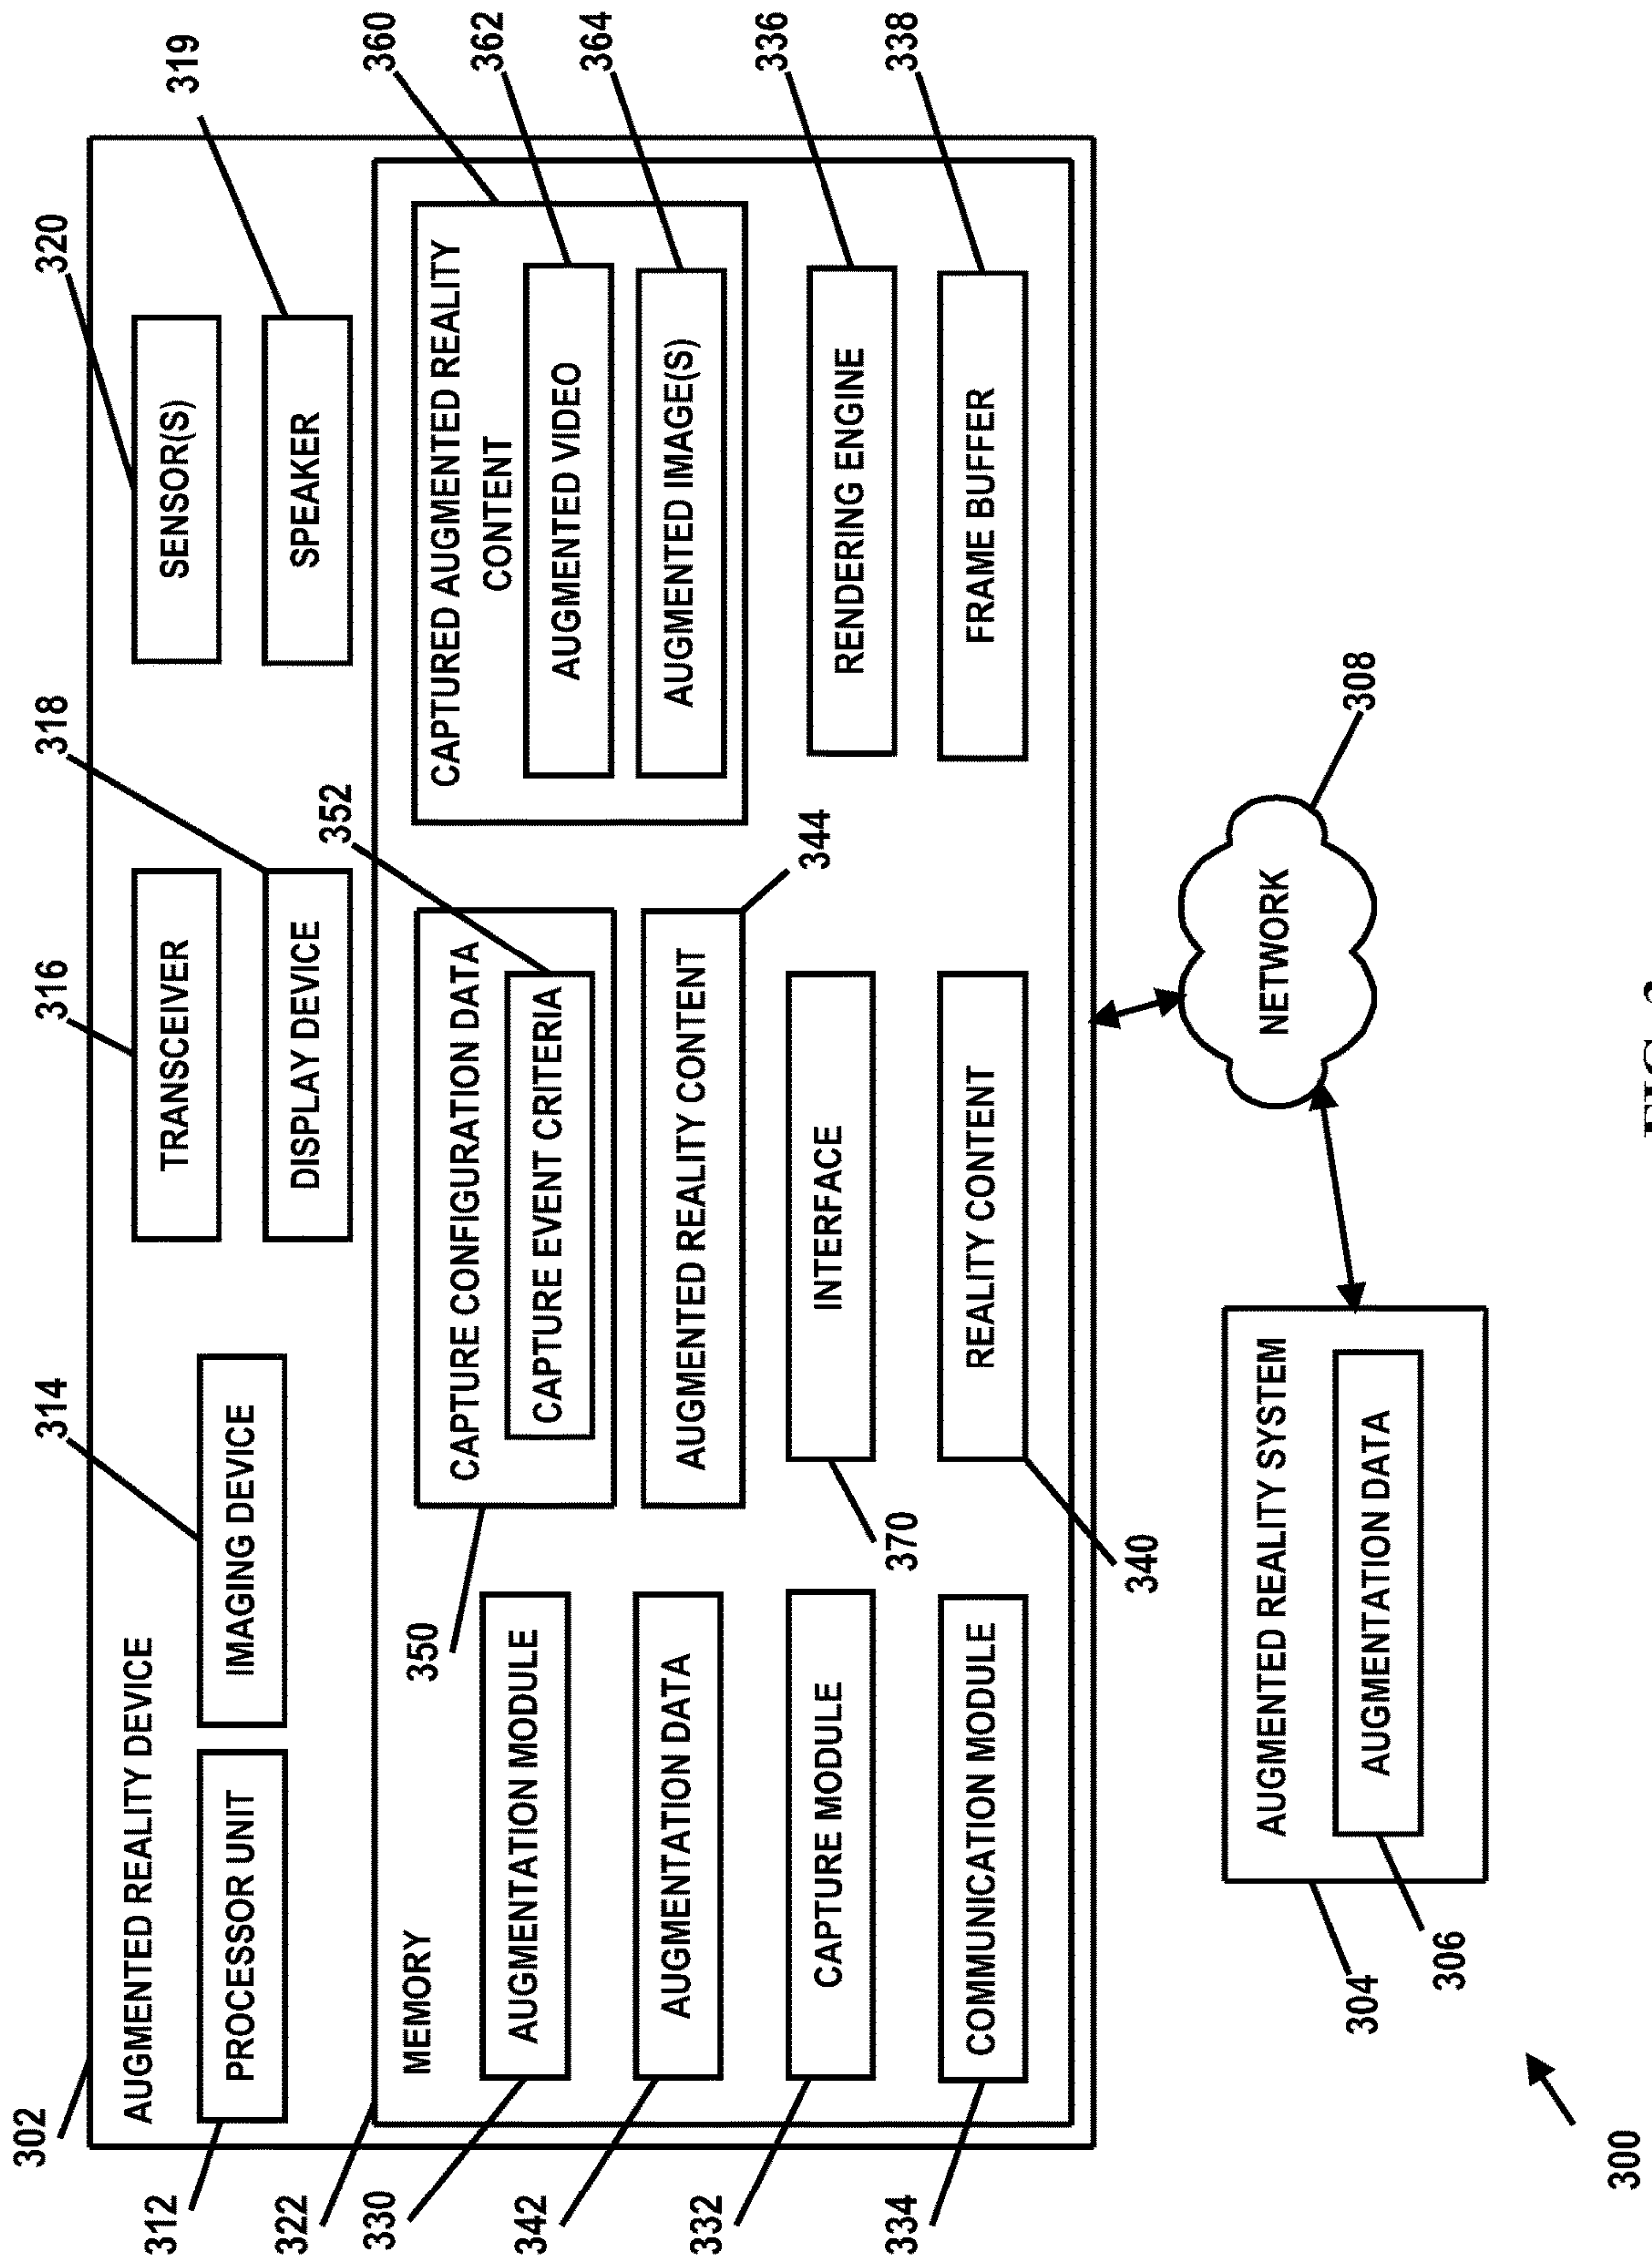 302
314
316
318
320
319
AUGMENTED REALITY DEVICE
312
PROCESSOR UNIT
IMAGING DEVICE
TRANSCEIVER
DISPLAY DEVICE
SENSOR(S)
SPEAKER
322
MEMORY
352
360
330
AUGMENTATION MODULE
350
CAPTURE CONFIGURATION DATA
CAPTURE EVENT CRITERIA
CAPTURED AUGMENTED REALITY
CONTENT
AUGMENTED VIDEO
362
342
AUGMENTATION DATA
AUGMENTED REALITY CONTENT
344
AUGMENTED IMAGE(S)
364
332
CAPTURE MODULE
370
INTERFACE
RENDERING ENGINE
336
334
COMMUNICATION MODULE
340
REALITY CONTENT
FRAME BUFFER
338
AUGMENTED REALITY SYSTEM
AUGMENTATION DATA
304
306
NETWORK
308
300